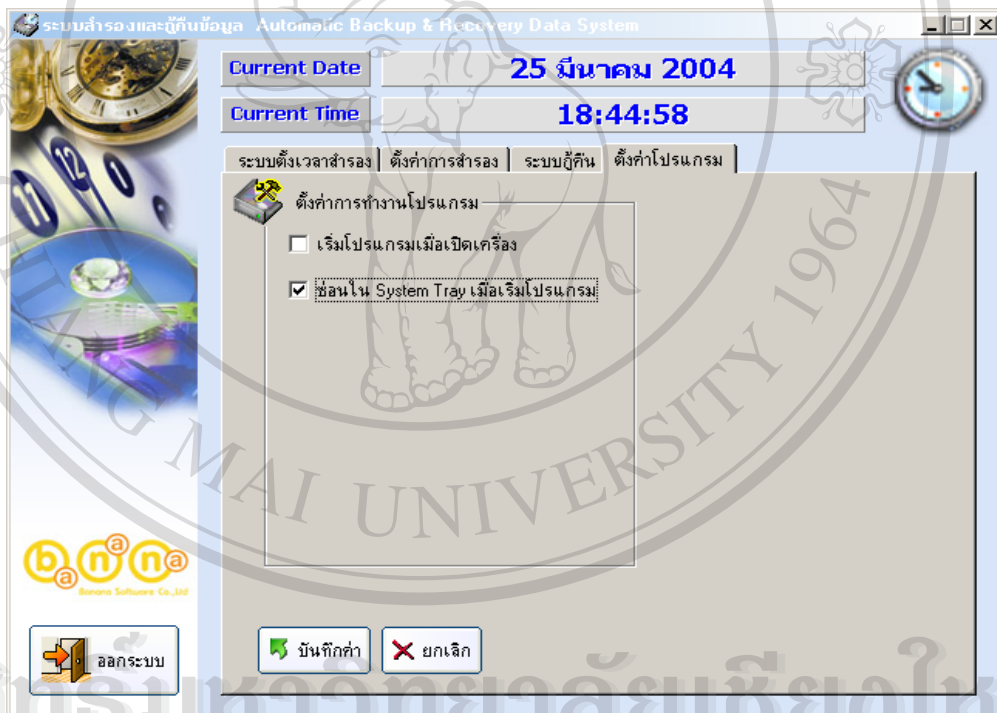 ระบบสำรองและกู้คืนข้อมูล Automatic Backup & Recovery Data System
Current Date
25 มีนาคม 2004
Current Time
18:44:58
ระบบตั้งเวลาสำรอง ตั้งค่าการสำรอง ระบบกู้คืน ตั้งค่าโปรแกรม
ตั้งค่าการทำงานโปรแกรม
เริ่มโปรแกรมเมื่อเปิดเครื่อง
ซ่อนใน System Tray เมื่อเริ่มโปรแกรม
banana
Banana Software Co.,Ltd
บันทึกค่า ยกเลิก
ออกระบบ
MAI UNIVERSITY 1964